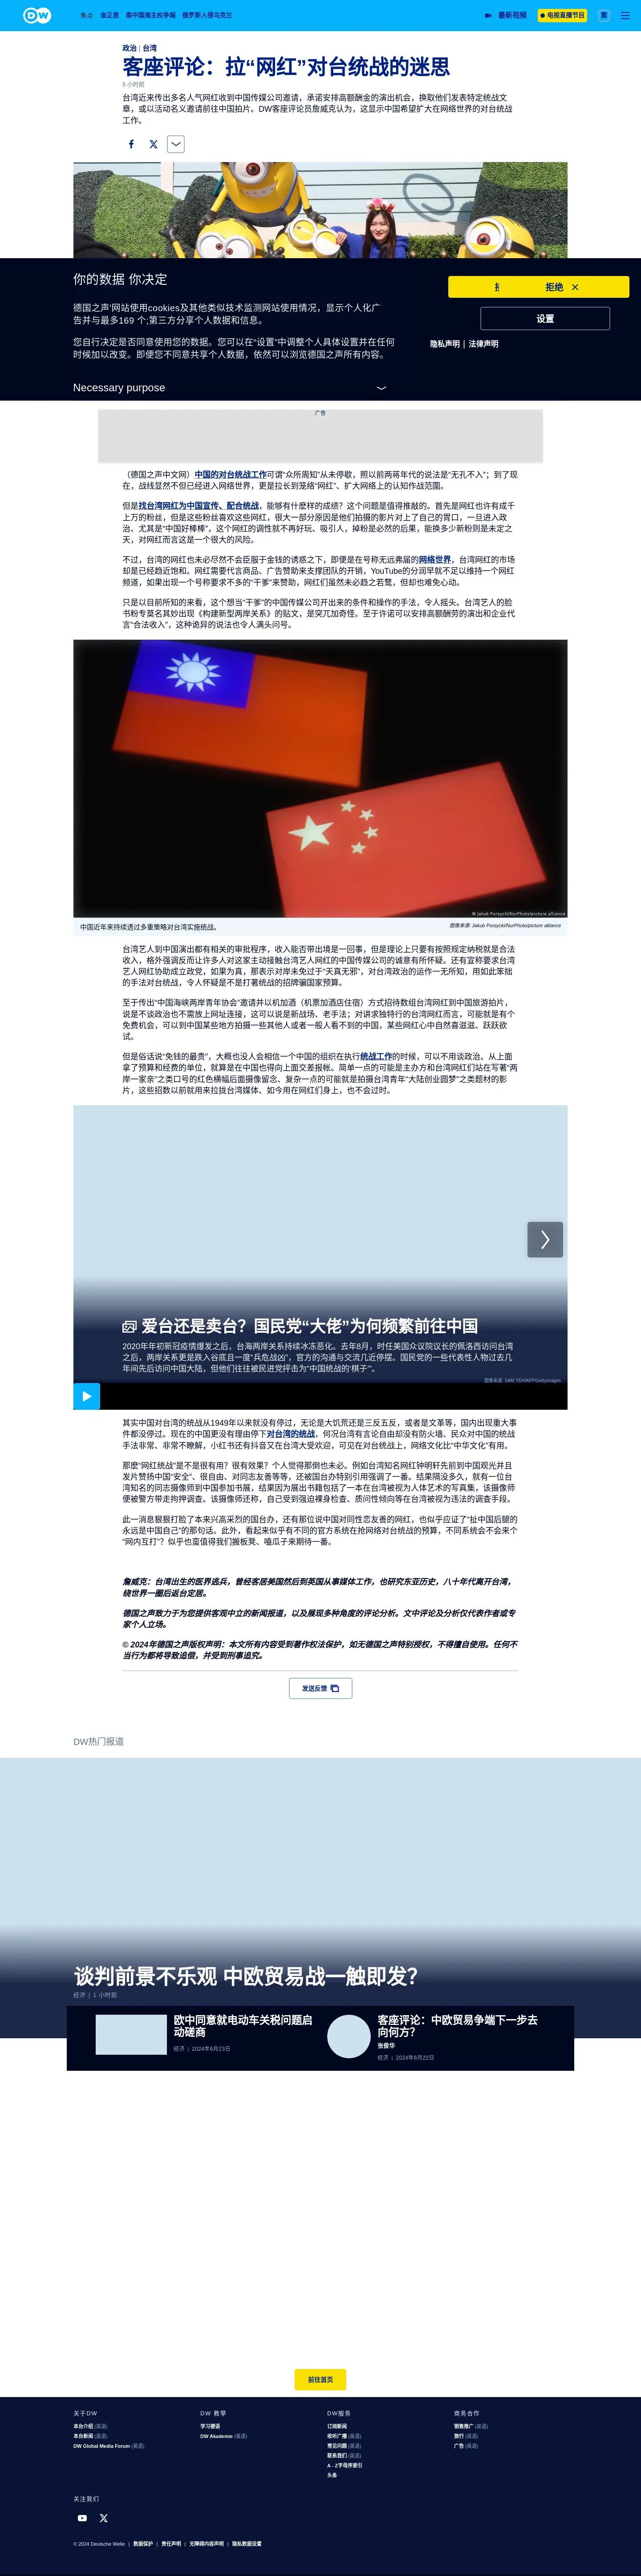 DW
焦点 金正恩 南中国海主权争端 俄罗斯入侵乌克兰
最新视频
电视直播节目
繁
政治 | 台湾
客座评论：拉“网红”对台统战的迷思
5 小时前
台湾近来传出多名人气网红收到中国传媒公司邀请，承诺安排高额酬金的演出机会，换取他们发表特定统战文
章，或以活动名义邀请前往中国拍片。DW客座评论员詹威克认为，这显示中国希望扩大在网络世界的对台统战
工作。
你的数据 你决定
德国之声’网站使用cookies及其他类似技术监测网站使用情况，显示个人化广
告并与最多169 个;第三方分享个人数据和信息。
您自行决定是否同意使用您的数据。您可以在“设置”中调整个人具体设置并在任何
时候加以改变。即便您不同意共享个人数据，依然可以浏览德国之声所有内容。
Necessary purpose
拒绝
设置
隐私声明 | 法律声明
广告
（德国之声中文网）中国的对台统战工作可谓“众所周知”从未停歇，照以前两蒋年代的说法是“无孔不入”；到了现
在，战线显然不但已经进入网络世界，更是拉长到笼络“网红”、扩大网络上的认知作战范围。
但是找台湾网红为中国宣传、配合统战，能够有什麽样的成绩？这个问题是值得推敲的。首先是网红也许有成千
上万的粉丝，但是这些粉丝喜欢这些网红，很大一部分原因是他们拍摄的影片对上了自己的胃口，一旦进入政
治、尤其是“中国好棒棒”，这个网红的调性就不再好玩、吸引人，掉粉是必然的后果，能换多少新粉则是未定之
天，对网红而言这是一个很大的风险。
不过，台湾的网红也未必尽然不会臣服于金钱的诱惑之下，即便是在号称无远弗届的网络世界，台湾网红的市场
却是已经趋近饱和。网红需要代言商品、广告赞助来支撑团队的开销，YouTube的分润早就不足以维持一个网红
频道，如果出现一个号称要求不多的“干爹”来赞助，网红们虽然未必趋之若鹜，但却也难免心动。
只是以目前所知的来看，这个想当“干爹”的中国传媒公司开出来的条件和操作的手法，令人摇头。台湾艺人的脸
书粉专莫名其妙出现《构建新型两岸关系》的贴文，是突兀加奇怪。至于许诺可以安排高额酬劳的演出和企业代
言“合法收入”，这种诡异的说法也令人满头问号。
© Jakub Porzycki/NurPhoto/picture alliance
中国近年来持续透过多重策略对台湾实施统战。
图像来源: Jakub Porzycki/NurPhoto/picture alliance
台湾艺人到中国演出都有相关的审批程序，收入能否带出境是一回事，但是理论上只要有按照规定纳税就是合法
收入，格外强调反而让许多人对这家主动接触台湾艺人网红的中国传媒公司的诚意有所怀疑。还有宣称要求台湾
艺人网红协助成立政党，如果为真，那表示对岸未免过于“天真无邪”，对台湾政治的运作一无所知，用如此笨拙
的手法对台统战，令人怀疑是不是打著统战的招牌骗国家预算。
至于传出“中国海峡两岸青年协会”邀请并以机加酒（机票加酒店住宿）方式招待数组台湾网红到中国旅游拍片，
说是不谈政治也不需放上网址连接，这可以说是新战场、老手法；对讲求独特行的台湾网红而言，可能就是有个
免费机会，可以到中国某些地方拍摄一些其他人或者一般人看不到的中国，某些网红心中自然喜滋滋、跃跃欲
试。
但是俗话说“免钱的最贵”，大概也没人会相信一个中国的组织在执行统战工作的时候，可以不用谈政治。从上面
拿了预算和经费的单位，就算是在中国也得向上面交差报帐。简单一点的可能是主办方和台湾网红们站在写著“两
岸一家亲”之类口号的红色横幅后面摄像留念、复杂一点的可能就是拍摄台湾青年“大陆创业圆梦”之类题材的影
片，这些招数以前就用来拉拢台湾媒体、如今用在网红们身上，也不会过时。
爱台还是卖台？国民党“大佬”为何频繁前往中国
2020年年初新冠疫情爆发之后，台海两岸关系持续冰冻恶化。去年8月，时任美国众议院议长的佩洛西访问台湾
之后，两岸关系更是跌入谷底且一度“兵危战凶”，官方的沟通与交流几近停摆。国民党的一些代表性人物过去几
年间先后访问中国大陆，但他们往往被民进党抨击为“中国统战的‘棋子’”。
图像来源: SAM YEH/AFP/GettyImages
其实中国对台湾的统战从1949年以来就没有停过，无论是大饥荒还是三反五反，或者是文革等，国内出现重大事
件都没停过。现在的中国更没有理由停下对台湾的统战，何况台湾有言论自由却没有防火墙、民众对中国的统战
手法非常、非常不瞭解，小红书还有抖音又在台湾大受欢迎，可见在对台统战上，网络文化比“中华文化”有用。
那麽“网红统战”是不是很有用？很有效果？个人觉得那倒也未必。例如台湾知名网红钟明轩先前到中国观光并且
发片赞扬中国“安全”、很自由、对同志友善等等，还被国台办特别引用强调了一番。结果隔没多久，就有一位台
湾知名的同志摄像师到中国参加书展，结果因为展出书籍包括了一本在台湾被视为人体艺术的写真集，该摄像师
便被警方带走拘押调查。该摄像师还称，自己受到强迫裸身检查、质问性倾向等在台湾被视为违法的调查手段。
此一消息狠狠打脸了本来兴高采烈的国台办，还有那位说中国对同性恋友善的网红，也似乎应证了“扯中国后腿的
永远是中国自己”的那句话。此外，看起来似乎有不同的官方系统在抢网络对台统战的预算，不同系统会不会来个
“网内互打”？似乎也蛮值得我们搬板凳、嗑瓜子来期待一番。
詹威克：台湾出生的医界逃兵，曾经客居美国然后到英国从事媒体工作，也研究东亚历史，八十年代离开台湾，
绕世界一圈后返台定居。
德国之声致力于为您提供客观中立的新闻报道，以及展现多种角度的评论分析。文中评论及分析仅代表作者或专
家个人立场。
© 2024年德国之声版权声明：本文所有内容受到著作权法保护，如无德国之声特别授权，不得擅自使用。任何不
当行为都将导致追偿，并受到刑事追究。
发送反馈
DW热门报道
谈判前景不乐观 中欧贸易战一触即发？
经济 | 1 小时前
欧中同意就电动车关税问题启
动磋商
经济 | 2024年6月23日
客座评论：中欧贸易争端下一步去
向何方？
张俊华
经济 | 2024年6月22日
前往首页
关于DW
本台介绍 (英语)
本台新闻 (英语)
DW Global Media Forum (英语)
DW 教學
学习德语
DW Akademie (英语)
DW服务
订阅新闻
收听广播 (英语)
常见问题 (英语)
联系我们 (英语)
A - Z字母序索引
头条
商务合作
销售推广 (英语)
旅行 (英语)
广告 (英语)
关注我们
© 2024 Deutsche Welle | 数据保护 | 责任声明 | 无障碍内容声明 | 隐私数据设置